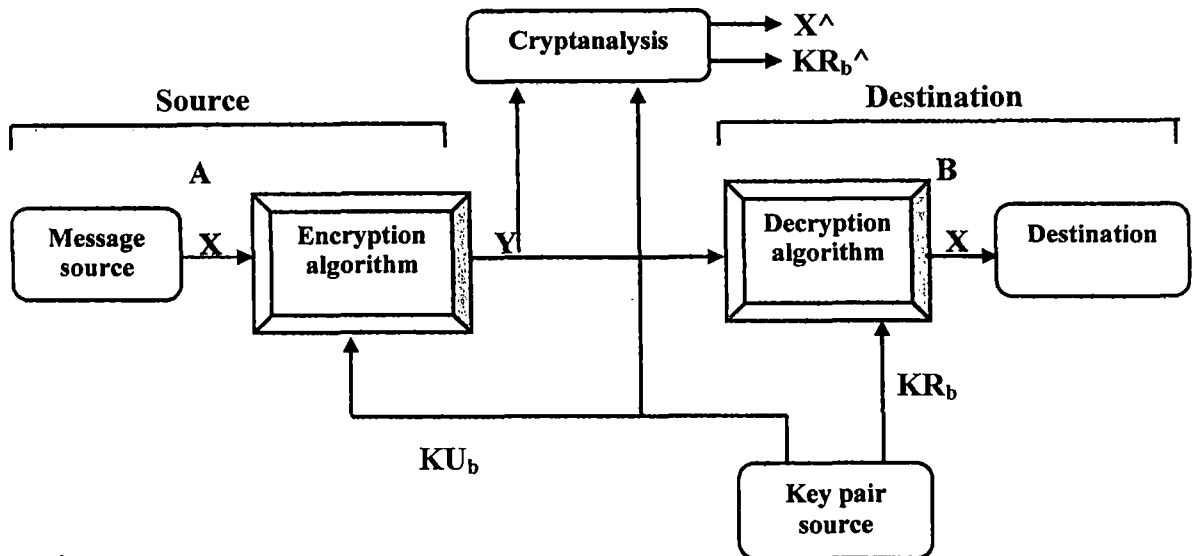 Cryptanalysis
X^
KR_b^
Source
Destination
A
B
Message
source
X
Encryption
algorithm
Y
Decryption
algorithm
X
Destination
KR_b
KU_b
Key pair
source